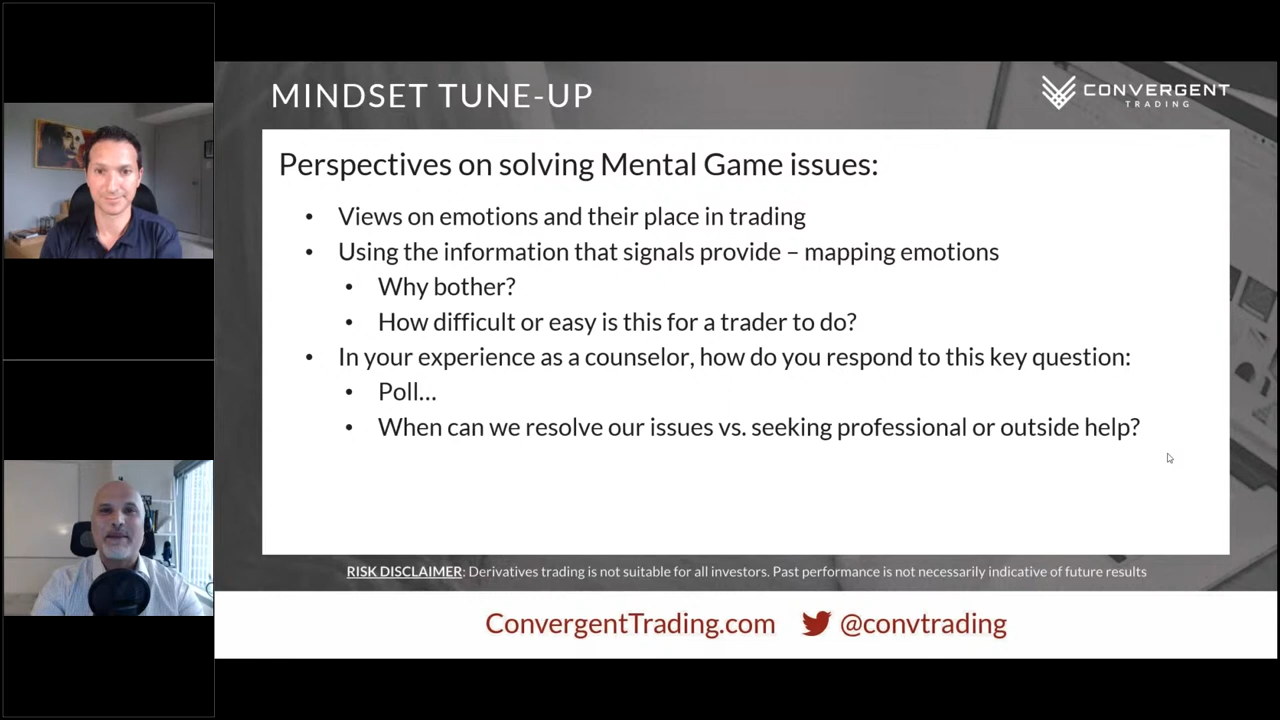 MINDSET TUNE-UP
CONVERGENT
TRADING
Perspectives on solving Mental Game issues:
• Views on emotions and their place in trading
• Using the information that signals provide – mapping emotions
• Why bother?
• How difficult or easy is this for a trader to do?
• In your experience as a counselor, how do you respond to this key question:
• Poll...
• When can we resolve our issues vs. seeking professional or outside help?
RISK DISCLAIMER: Derivatives trading is not suitable for all investors. Past performance is not necessarily indicative of future results
ConvergentTrading.com @convtrading